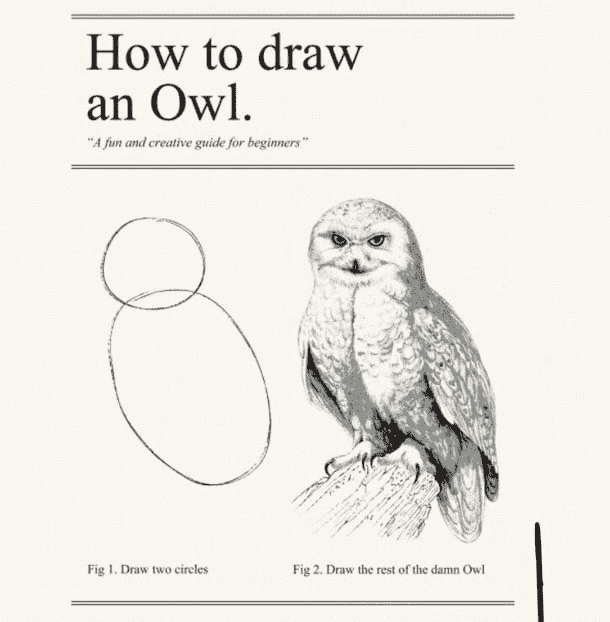 How to draw
an Owl.
"A fun and creative guide for beginners"
Fig 1. Draw two circles
Fig 2. Draw the rest of the damn Owl